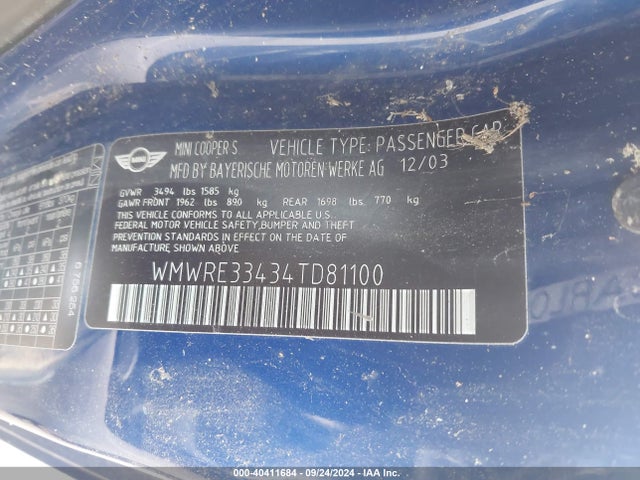 MINI COOPER S VEHICLE TYPE: PASSENGER CAR
MINI
MFD BY BAYERISCHE MOTOREN WERKE AG 12/03
GVWR 3494 lbs 1585 kg
GAWR FRONT 1962 lbs 890 kg REAR 1698 lbs 770 kg
THIS VEHICLE CONFORMS TO ALL APPLICABLE U.S.
FEDERAL MOTOR VEHICLE SAFETY, BUMPER AND THEFT
PREVENTION STANDARDS IN EFFECT ON THE DATE OF
MANUFACTURE SHOWN ABOVE
WMWRE33434TD81100
000-40411684 - 09/24/2024 - IAA Inc.